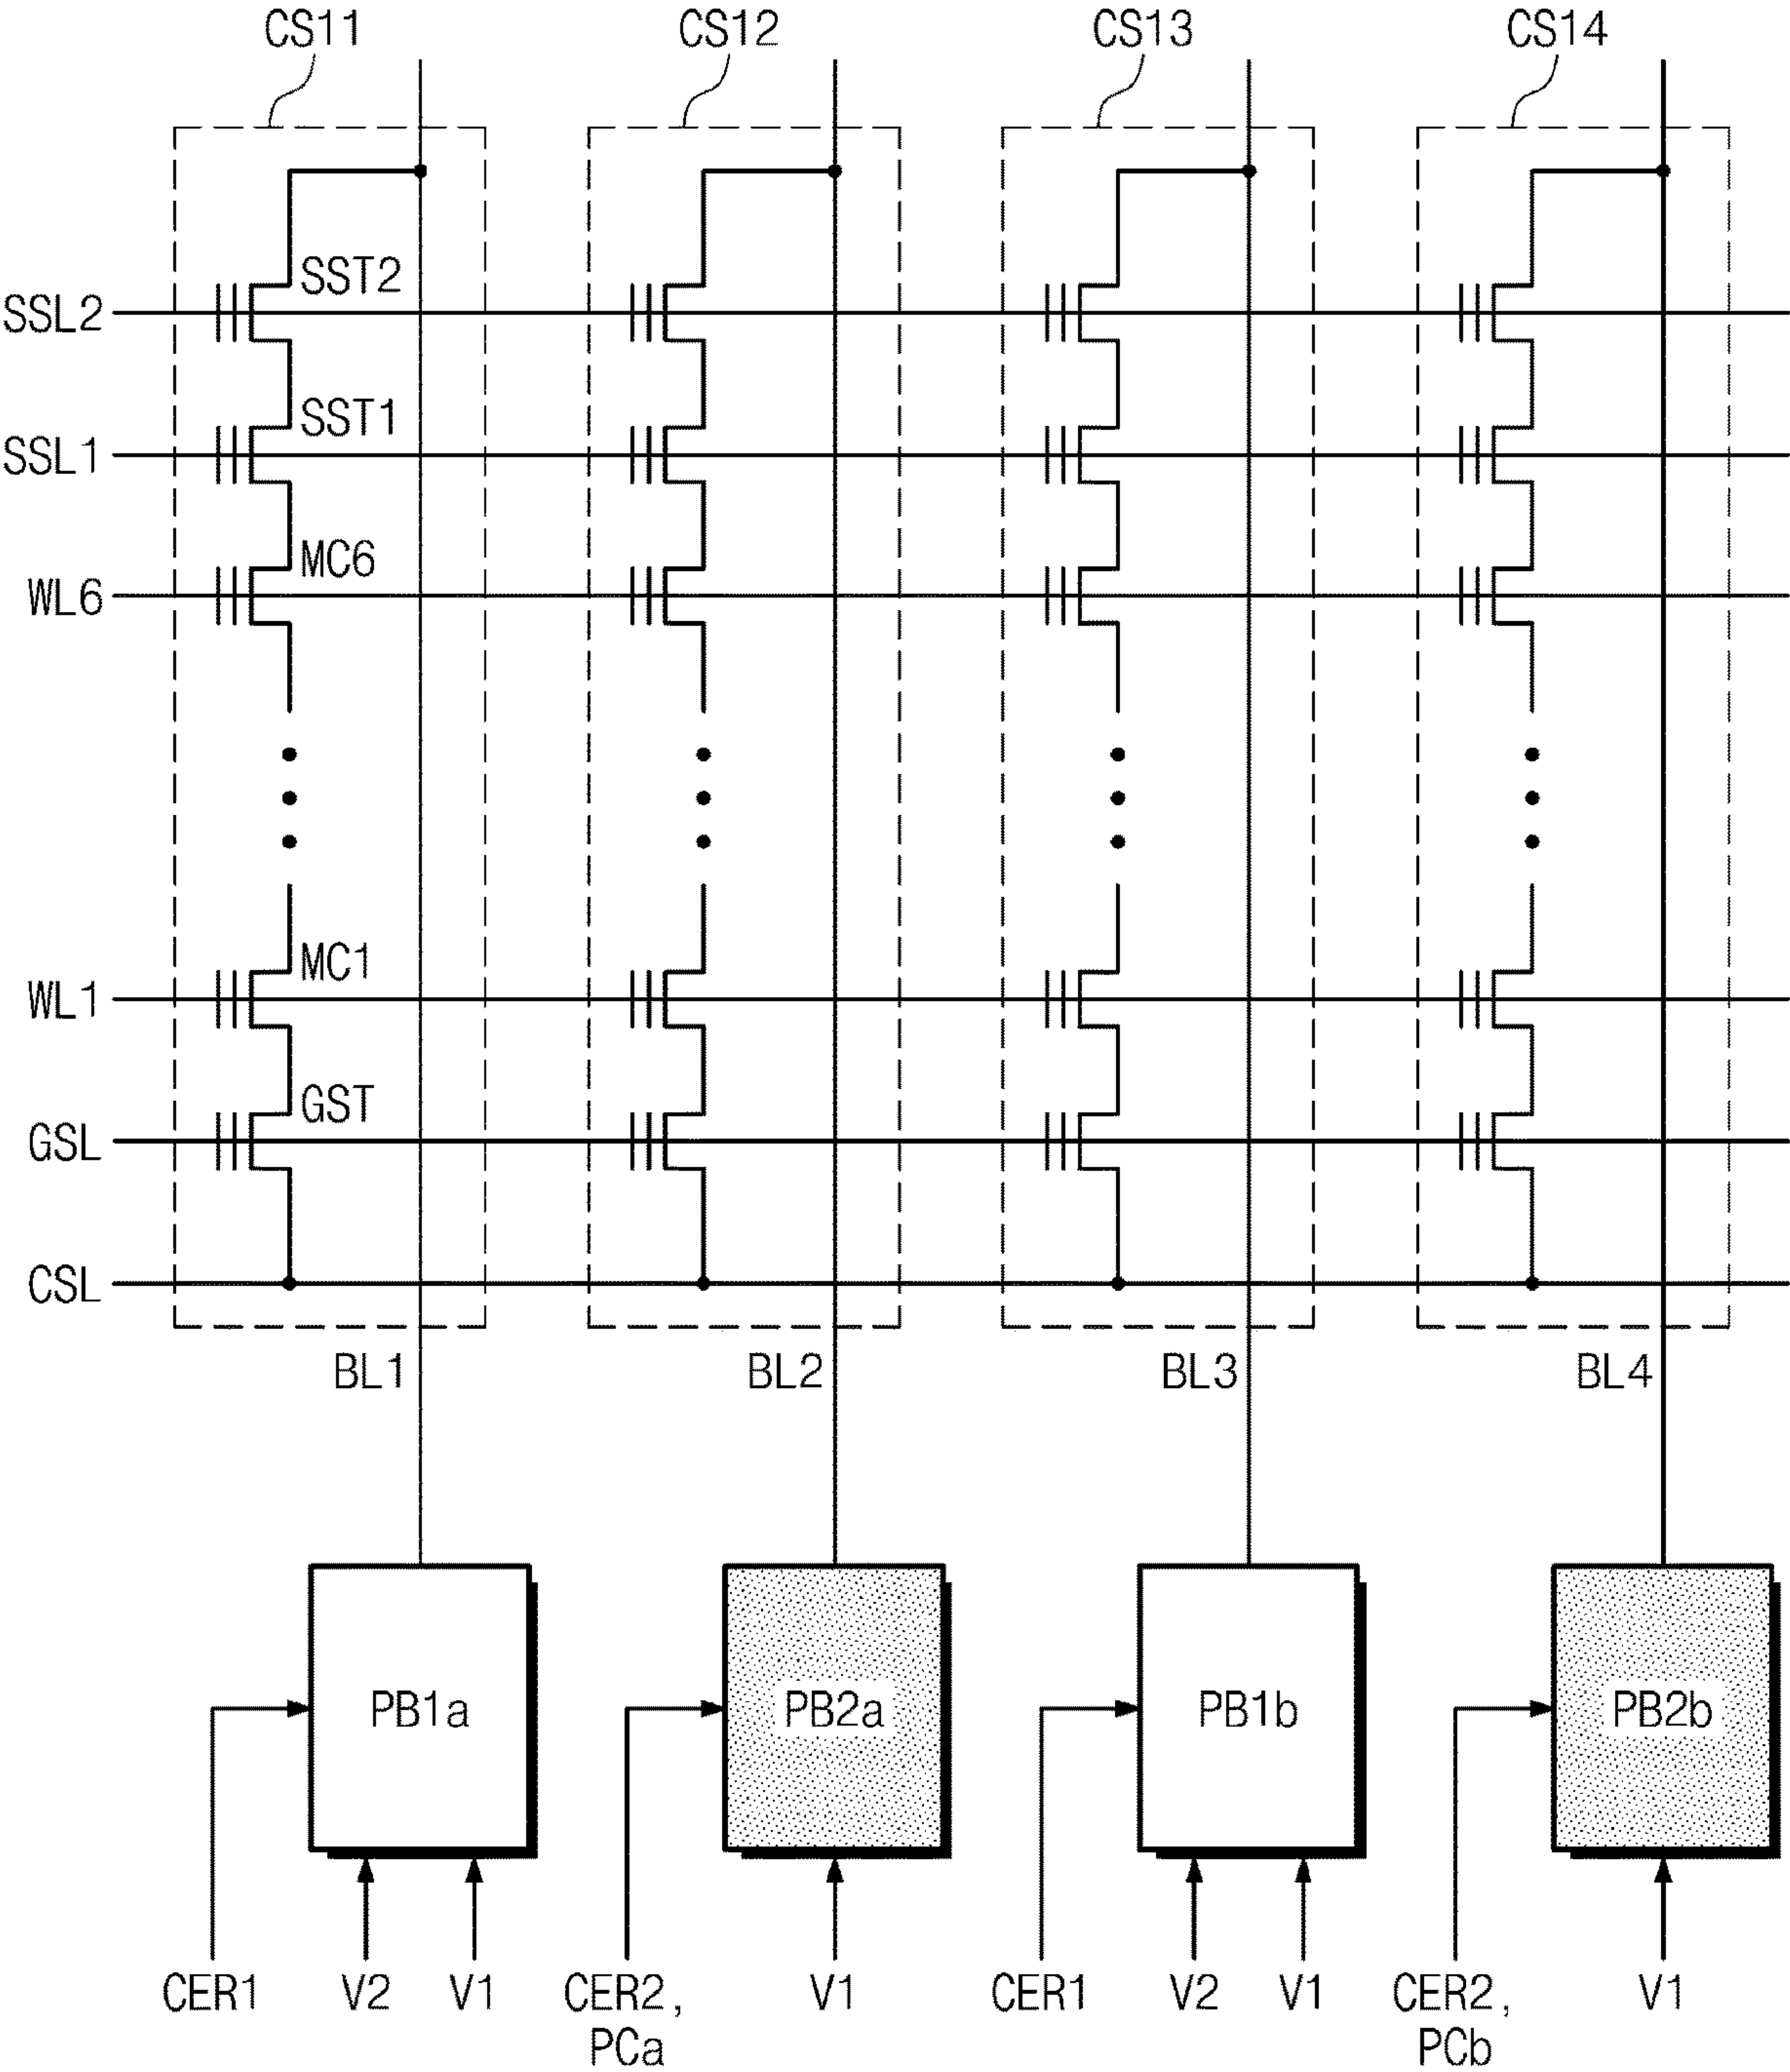 CS11 CS12 CS13 CS14
SST2
SSL2
SST1
SSL1
MC6
WL6
MC1
WL1
GST
GSL
CSL
BL1 BL2 BL3 BL4
PB1a PB2a PB1b PB2b
CER1 V2 V1 CER2, V1 CER1 V2 V1 CER2, V1
PCa PCb